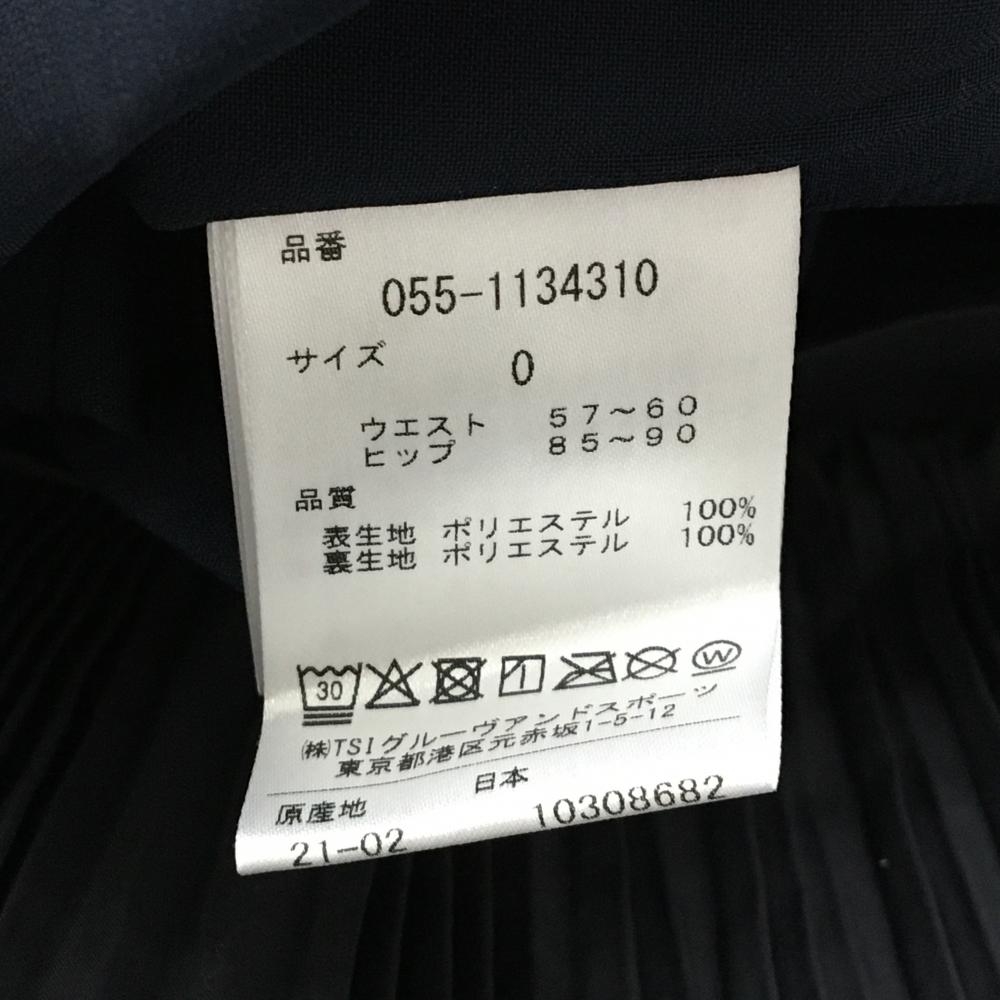 品番
055-1134310
サイズ 0
ウエスト 57〜60
ヒップ 85〜90
品質
表生地 ポリエステル 100%
裏生地 ポリエステル 100%
30 W
㈱TSIグルーヴアンドスポーツ
東京都港区元赤坂1-5-12
原産地 日本
21-02 10308682